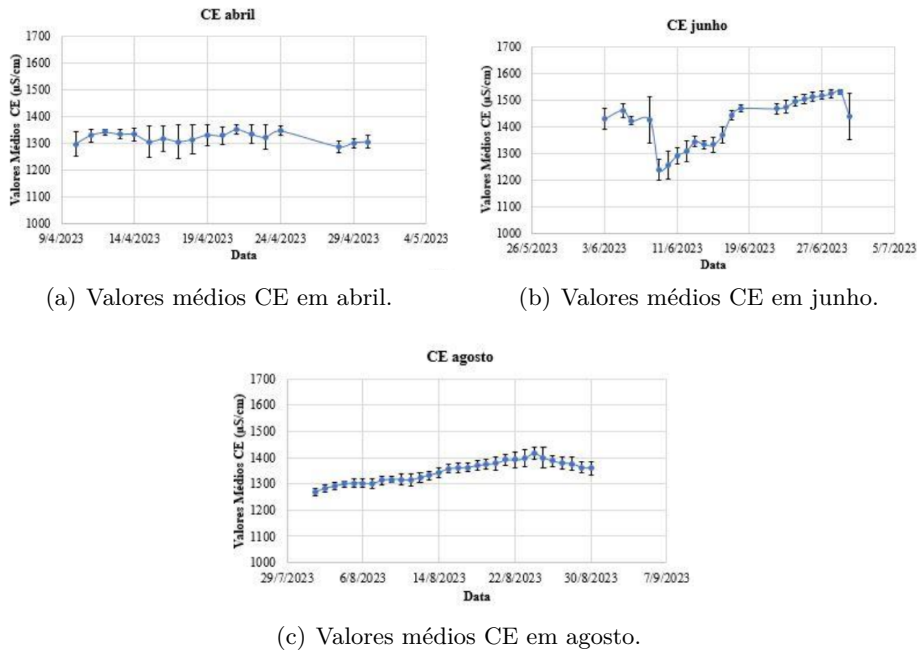 CE abril
Valores Médios CE (µS/cm)
1700
1600
1500
1400
1300
1200
1100
1000
9/4/2023 14/4/2023 19/4/2023 24/4/2023 29/4/2023 4/5/2023
Data
(a) Valores médios CE em abril.
CE junho
Valores Médios CE (µS/cm)
1700
1600
1500
1400
1300
1200
1100
1000
26/5/2023 3/6/2023 11/6/2023 19/6/2023 27/6/2023 5/7/2023
Data
(b) Valores médios CE em junho.
CE agosto
Valores Médios CE (µS/cm)
1700
1600
1500
1400
1300
1200
1100
1000
29/7/2023 6/8/2023 14/8/2023 22/8/2023 30/8/2023 7/9/2023
Data
(c) Valores médios CE em agosto.